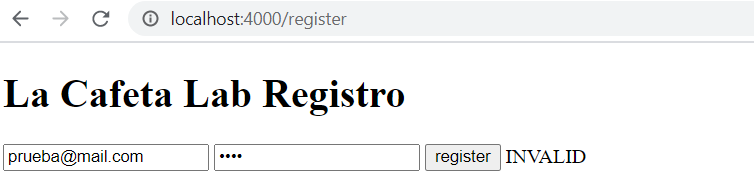 localhost:4000/register
La Cafeta Lab Registro
prueba@mail.com •••• register INVALID